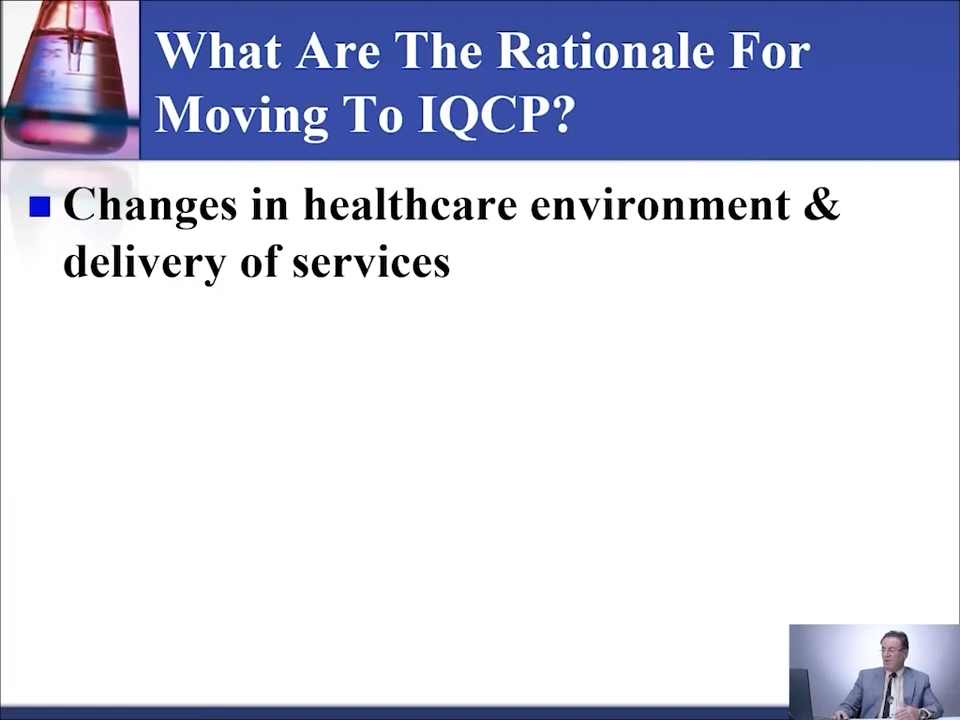 What Are The Rationale For
Moving To IQCP?
Changes in healthcare environment &
delivery of services